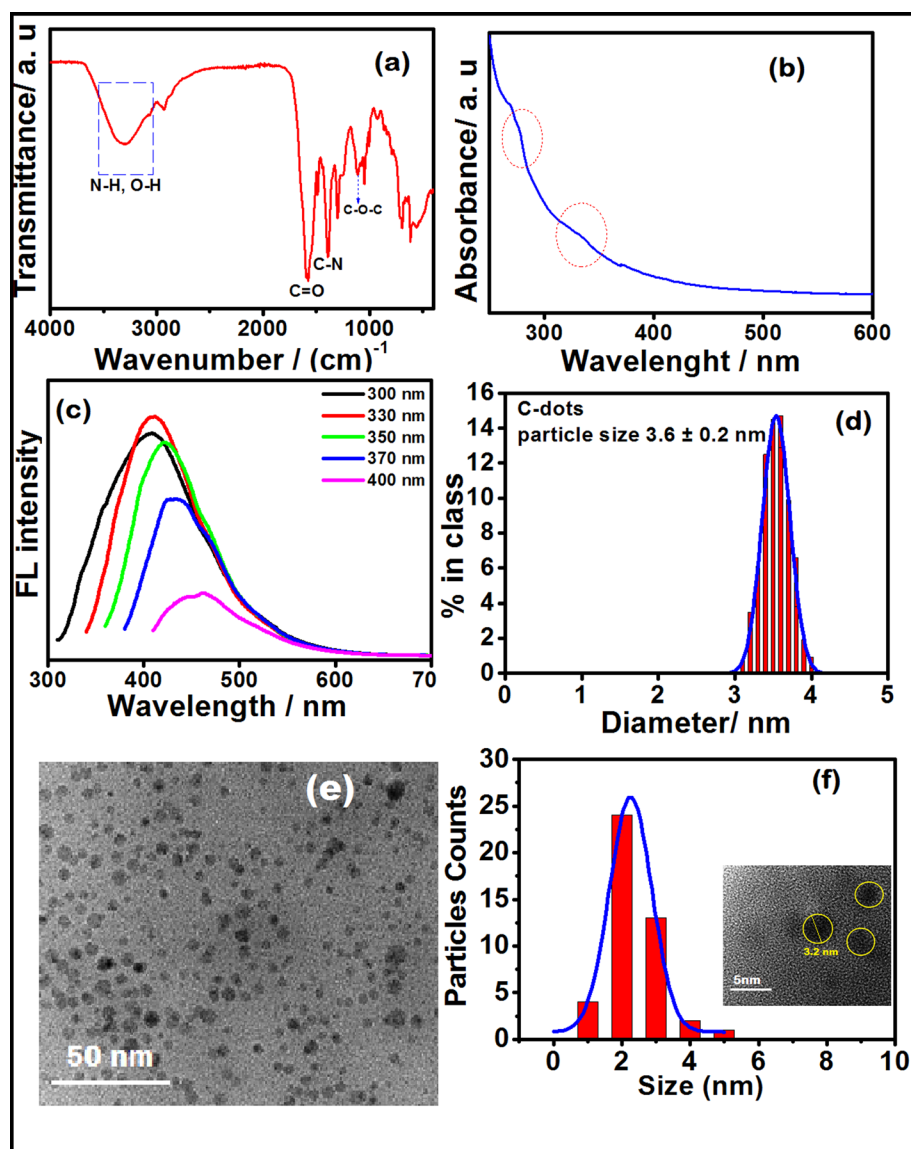 (a)
Transmittance/ a. u
N-H, O-H
C-O-C
C-N
C=O
4000 3000 2000 1000
Wavenumber / (cm)-1
(b)
Absorbance/ a. u
300 400 500 600
Wavelenght / nm
(c)
300 nm
330 nm
350 nm
370 nm
400 nm
FL intensity
300 400 500 600 70
Wavelength / nm
(d)
C-dots
particle size 3.6 ± 0.2 nm
% in class
16
14
12
10
8
6
4
2
0
0 1 2 3 4 5
Diameter/ nm
(e)
50 nm
(f)
Particles Counts
30
25
20
15
10
5
0
3.2 nm
5nm
0 2 4 6 8 10
Size (nm)